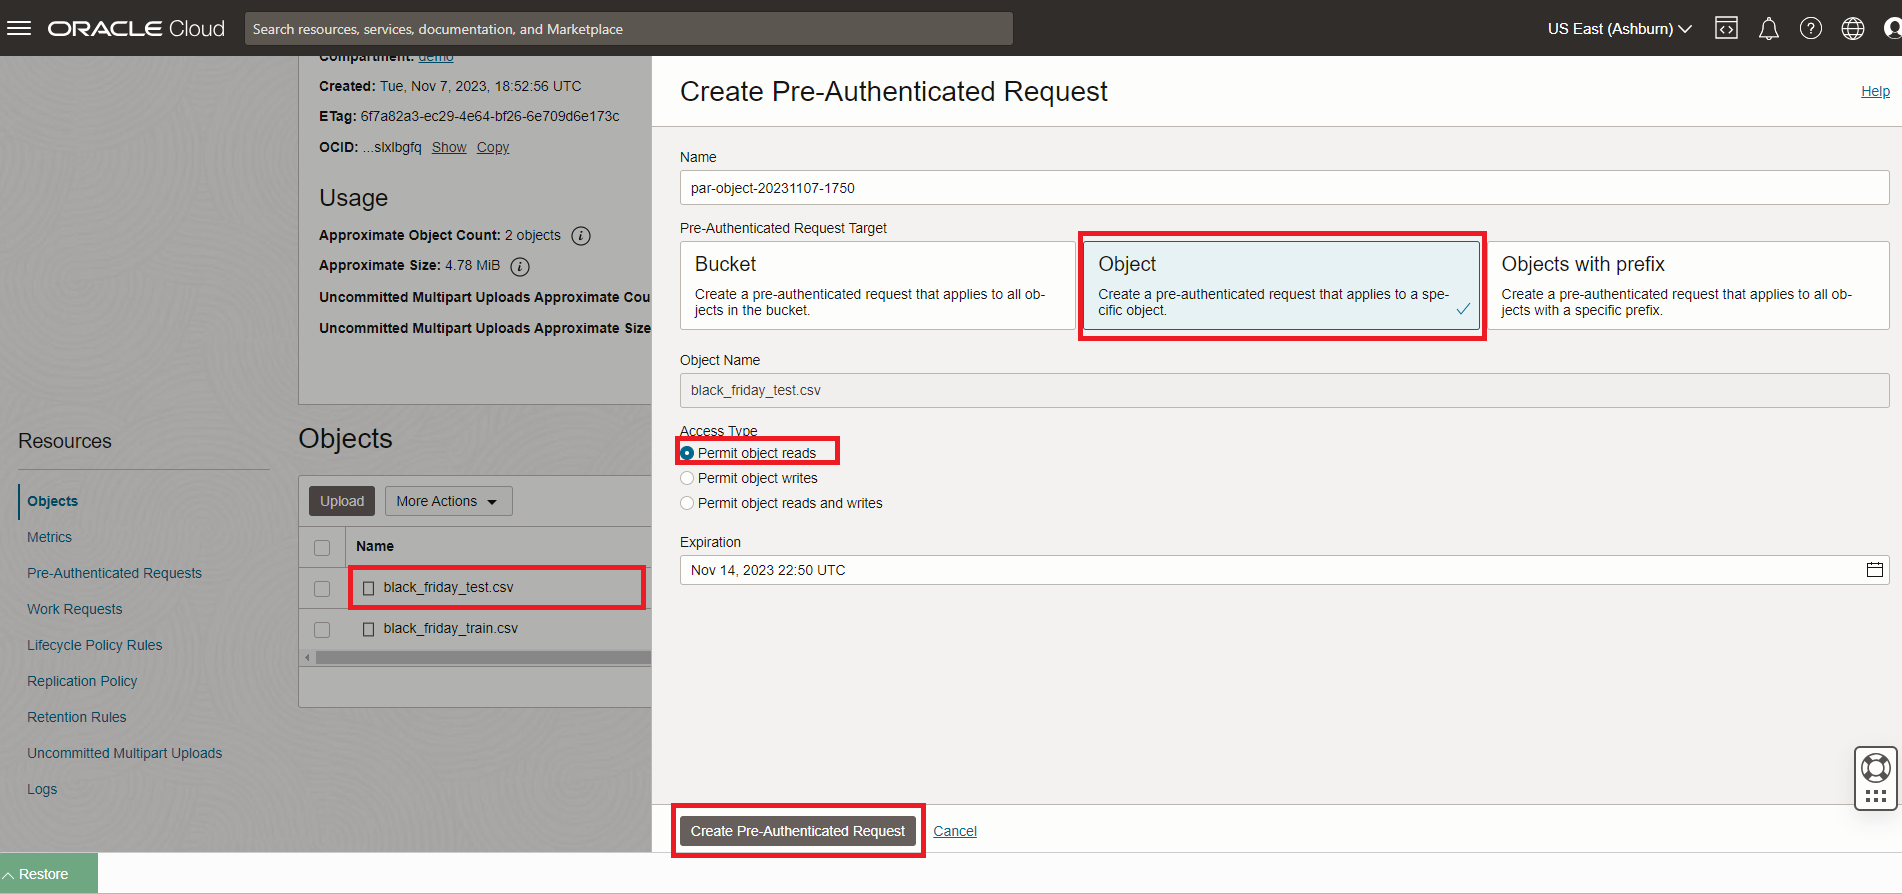 ORACLE Cloud
Search resources, services, documentation, and Marketplace
US East (Ashburn)
Compartment: demo
Created: Tue, Nov 7, 2023, 18:52:56 UTC
ETag: 6f7a82a3-ec29-4e64-bf26-6e709d6e173c
OCID: ...slxlbgfq Show Copy
Usage
Approximate Object Count: 2 objects
Approximate Size: 4.78 MiB
Uncommitted Multipart Uploads Approximate Cou
Uncommitted Multipart Uploads Approximate Size
Resources
Objects
Metrics
Pre-Authenticated Requests
Work Requests
Lifecycle Policy Rules
Replication Policy
Retention Rules
Uncommitted Multipart Uploads
Logs
Objects
Upload
More Actions
Name
black_friday_test.csv
black_friday_train.csv
Create Pre-Authenticated Request
Help
Name
par-object-20231107-1750
Pre-Authenticated Request Target
Bucket
Create a pre-authenticated request that applies to all ob-
jects in the bucket.
Object
Create a pre-authenticated request that applies to a spe-
cific object.
Objects with prefix
Create a pre-authenticated request that applies to all ob-
jects with a specific prefix.
Object Name
black_friday_test.csv
Access Type
Permit object reads
Permit object writes
Permit object reads and writes
Expiration
Nov 14, 2023 22:50 UTC
Create Pre-Authenticated Request
Cancel
Restore